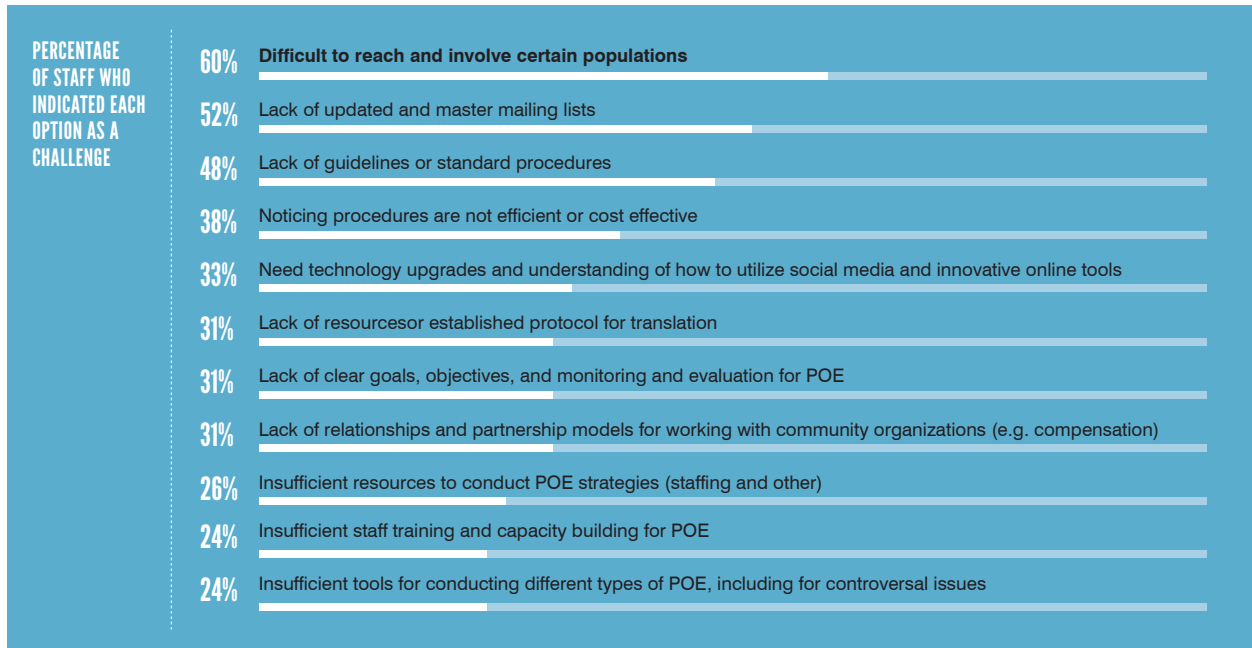 PERCENTAGE
OF STAFF WHO
INDICATED EACH
OPTION AS A
CHALLENGE
60% Difficult to reach and involve certain populations
52% Lack of updated and master mailing lists
48% Lack of guidelines or standard procedures
38% Noticing procedures are not efficient or cost effective
33% Need technology upgrades and understanding of how to utilize social media and innovative online tools
31% Lack of resourcesor established protocol for translation
31% Lack of clear goals, objectives, and monitoring and evaluation for POE
31% Lack of relationships and partnership models for working with community organizations (e.g. compensation)
26% Insufficient resources to conduct POE strategies (staffing and other)
24% Insufficient staff training and capacity building for POE
24% Insufficient tools for conducting different types of POE, including for controversal issues